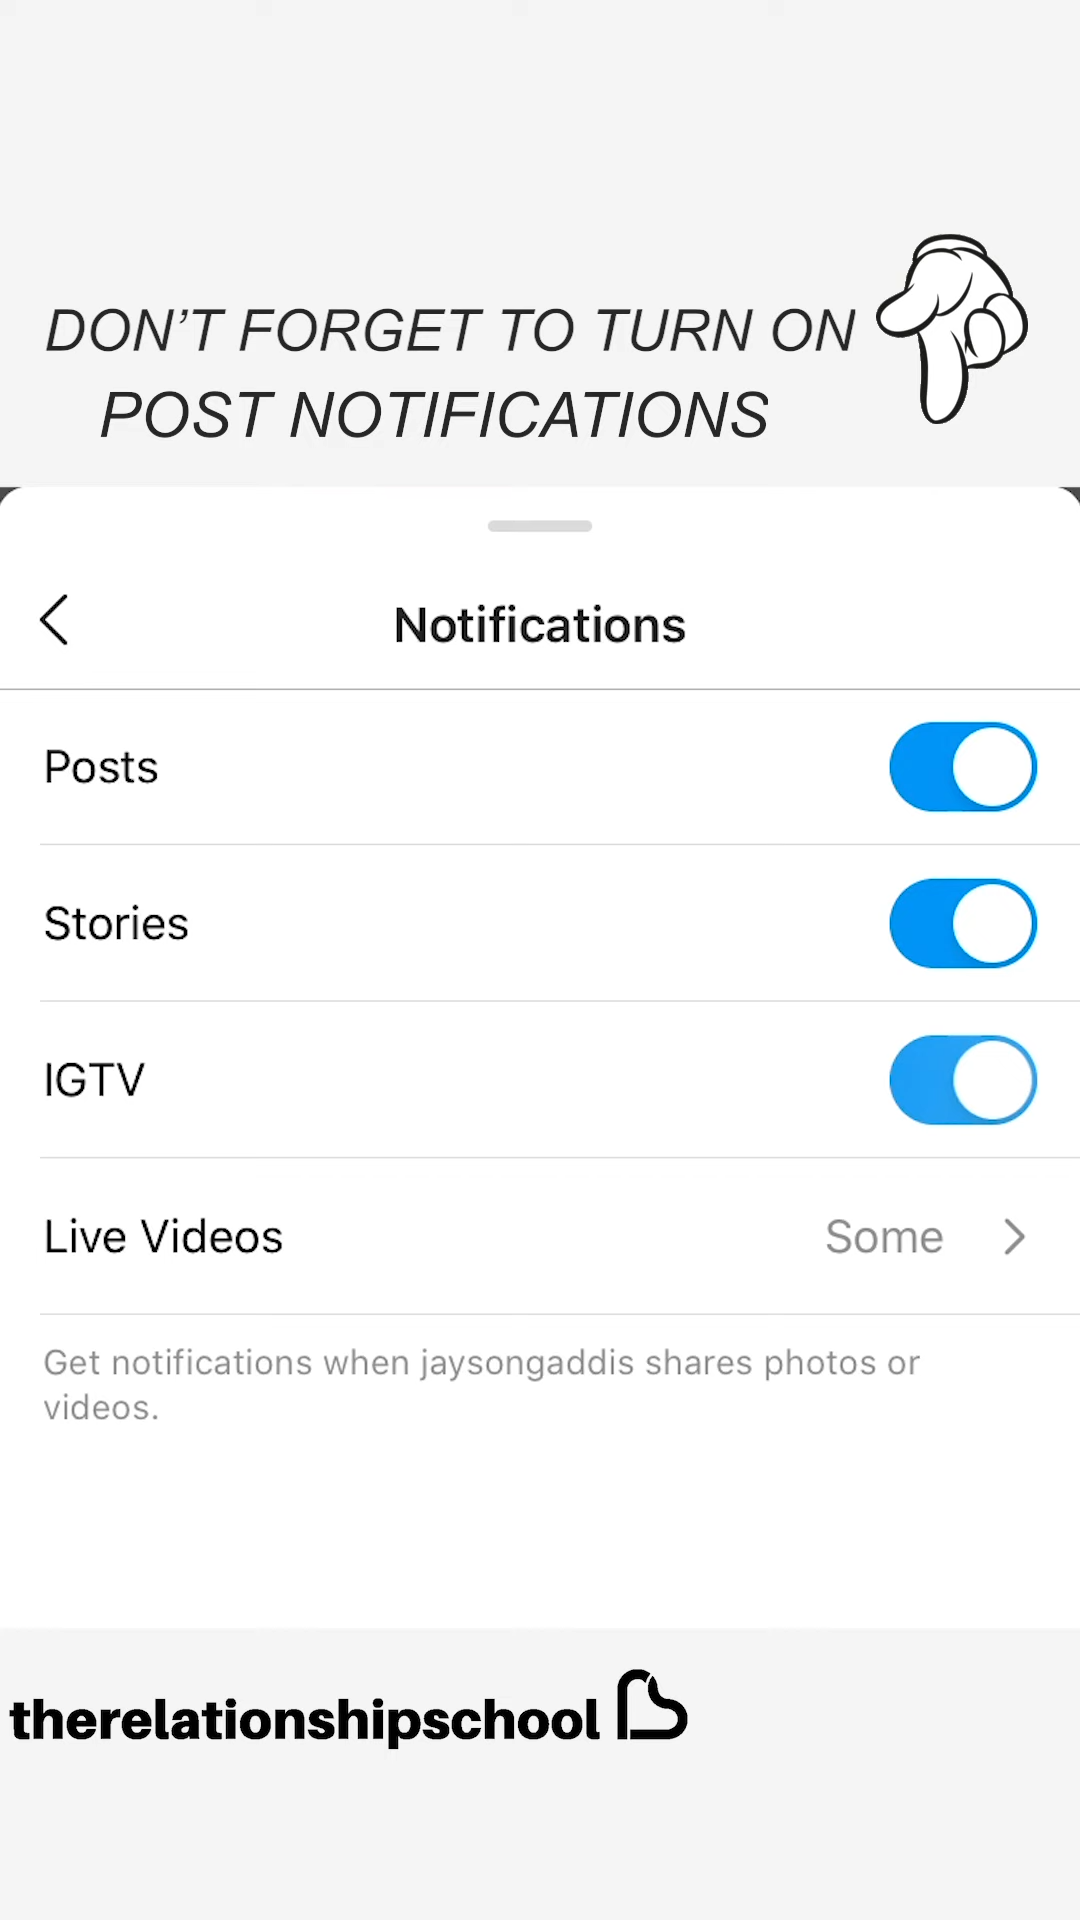 DON’T FORGET TO TURN ON
POST NOTIFICATIONS
Notifications
Posts
Stories
IGTV
Live Videos Some
Get notifications when jaysongaddis shares photos or
videos.
therelationshipschool